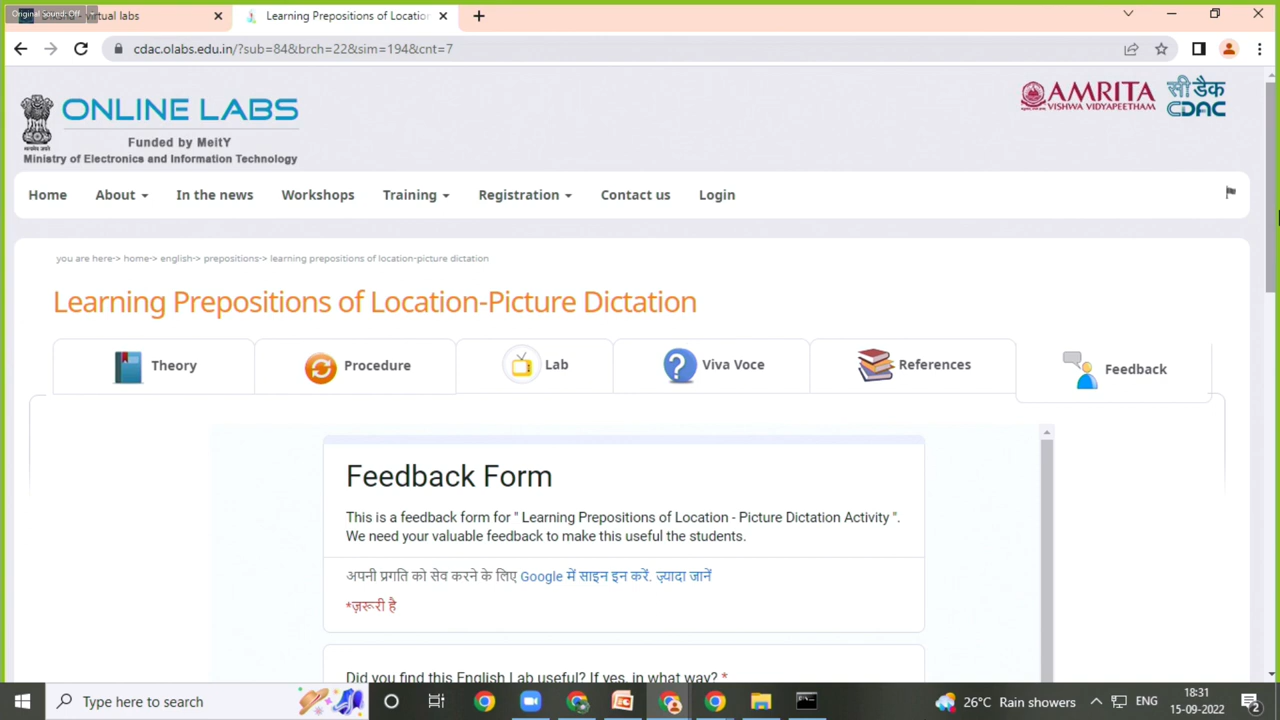 Original Sound: Off
virtual labs
Learning Prepositions of Locatio
cdac.olabs.edu.in/?sub=84&brch=22&sim=194&cnt=7
ONLINE LABS
Funded by MeitY
Ministry of Electronics and Information Technology
AMRITA
VISHWA VIDYAPEETHAM
सी डैक
CDAC
Home
About
In the news
Workshops
Training
Registration
Contact us
Login
you are here-> home-> english-> prepositions-> learning prepositions of location-picture dictation
Learning Prepositions of Location-Picture Dictation
Theory
Procedure
Lab
Viva Voce
References
Feedback
Feedback Form
This is a feedback form for " Learning Prepositions of Location - Picture Dictation Activity ".
We need your valuable feedback to make this useful the students.
अपनी प्रगति को सेव करने के लिए Google में साइन इन करें. ज़्यादा जानें
*ज़रूरी है
Did you find this English Lab useful? If yes, in what way? *
Type here to search
26°C Rain showers
ENG
18:31
15-09-2022
2